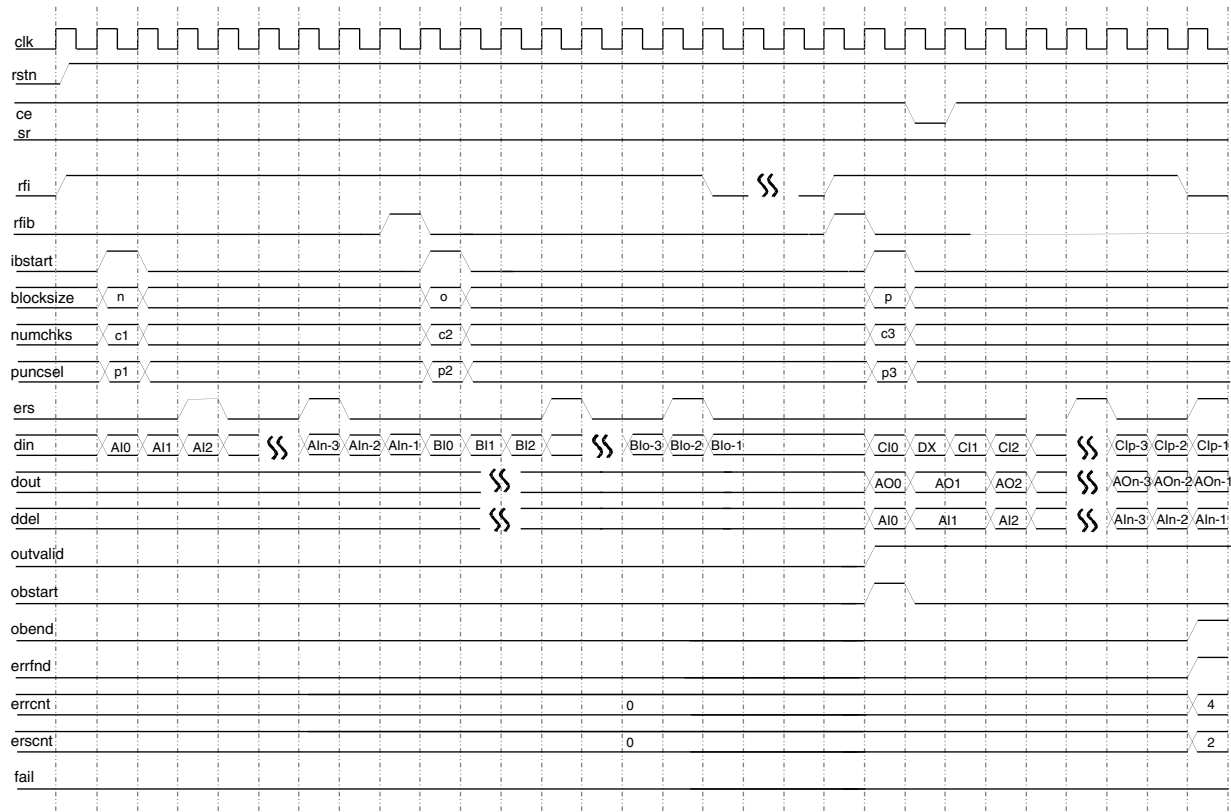 clk
rstn
ce
sr
rfi
rfib
ibstart
blocksize n o p
numchks c1 c2 c3
puncsel p1 p2 p3
ers
din AI0 AI1 AI2 AIn-3 AIn-2 AIn-1 BI0 BI1 BI2 BIo-3 BIo-2 BIo-1 CI0 DX CI1 CI2 CIp-3 CIp-2 CIp-1
dout AO0 AO1 AO2 AOn-3 AOn-2 AOn-1
ddel AI0 AI1 AI2 AIn-3 AIn-2 AIn-1
outvalid
obstart
obend
errfnd
errcnt 0 4
erscnt 0 2
fail